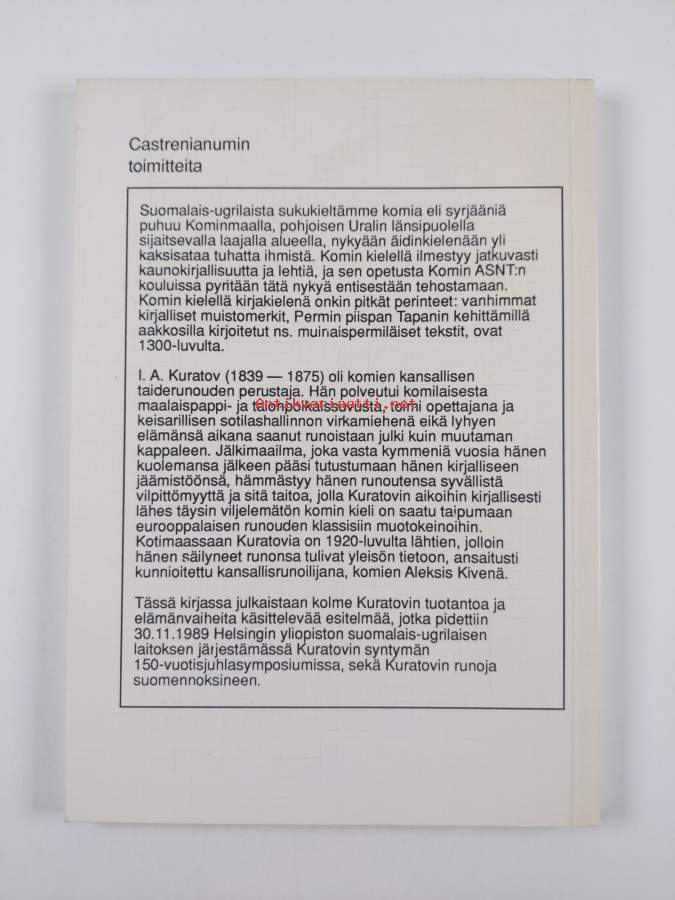 Castrenianumin
toimitteita
Suomalais-ugrilaista sukukieltämme komia eli syrjääniä
puhuu Kominmaalla, pohjoisen Uralin länsipuolella
sijaitsevalla laajalla alueella, nykyään äidinkielenään yli
kaksisataa tuhatta ihmistä. Komin kielellä ilmestyy jatkuvasti
kaunokirjallisuutta ja lehtiä, ja sen opetusta Komin ASNT:n
kouluissa pyritään tätä nykyä entisestään tehostamaan.
Komin kielellä kirjakielenä onkin pitkät perinteet: vanhimmat
kirjalliset muistomerkit, Permin piispan Tapanin kehittämillä
aakkosilla kirjoitetut ns. muinaispermiläiset tekstit, ovat
1300-luvulta.
I. A. Kuratov (1839 — 1875) oli komien kansallisen
taiderunouden perustaja. Hän polveutui komilaisesta
maalaispappi- ja talonpoikaissuvusta, toimi opettajana ja
Antikvariaatti.net
keisarillisen sotilashallinnon virkamiehenä eikä lyhyen
elämänsä aikana saanut runoistaan julki kuin muutaman
kappaleen. Jälkimaailma, joka vasta kymmeniä vuosia hänen
kuolemansa jälkeen pääsi tutustumaan hänen kirjalliseen
jäämistöönsä, hämmästyy hänen runoutensa syvällistä
vilpittömyyttä ja sitä taitoa, jolla Kuratovin aikoihin kirjallisesti
lähes täysin viljelemätön komin kieli on saatu taipumaan
eurooppalaisen runouden klassisiin muotokeinoihin.
Kotimaassaan Kuratovia on 1920-luvulta lähtien, jolloin
hänen säilyneet runonsa tulivat yleisön tietoon, ansaitusti
kunnioitettu kansallisrunoilijana, komien Aleksis Kivenä.
Tässä kirjassa julkaistaan kolme Kuratovin tuotantoa ja
elämänvaiheita käsittelevää esitelmää, jotka pidettiin
30.11.1989 Helsingin yliopiston suomalais-ugrilaisen
laitoksen järjestämässä Kuratovin syntymän
150-vuotisjuhlasymposiumissa, sekä Kuratovin runoja
suomennoksineen.